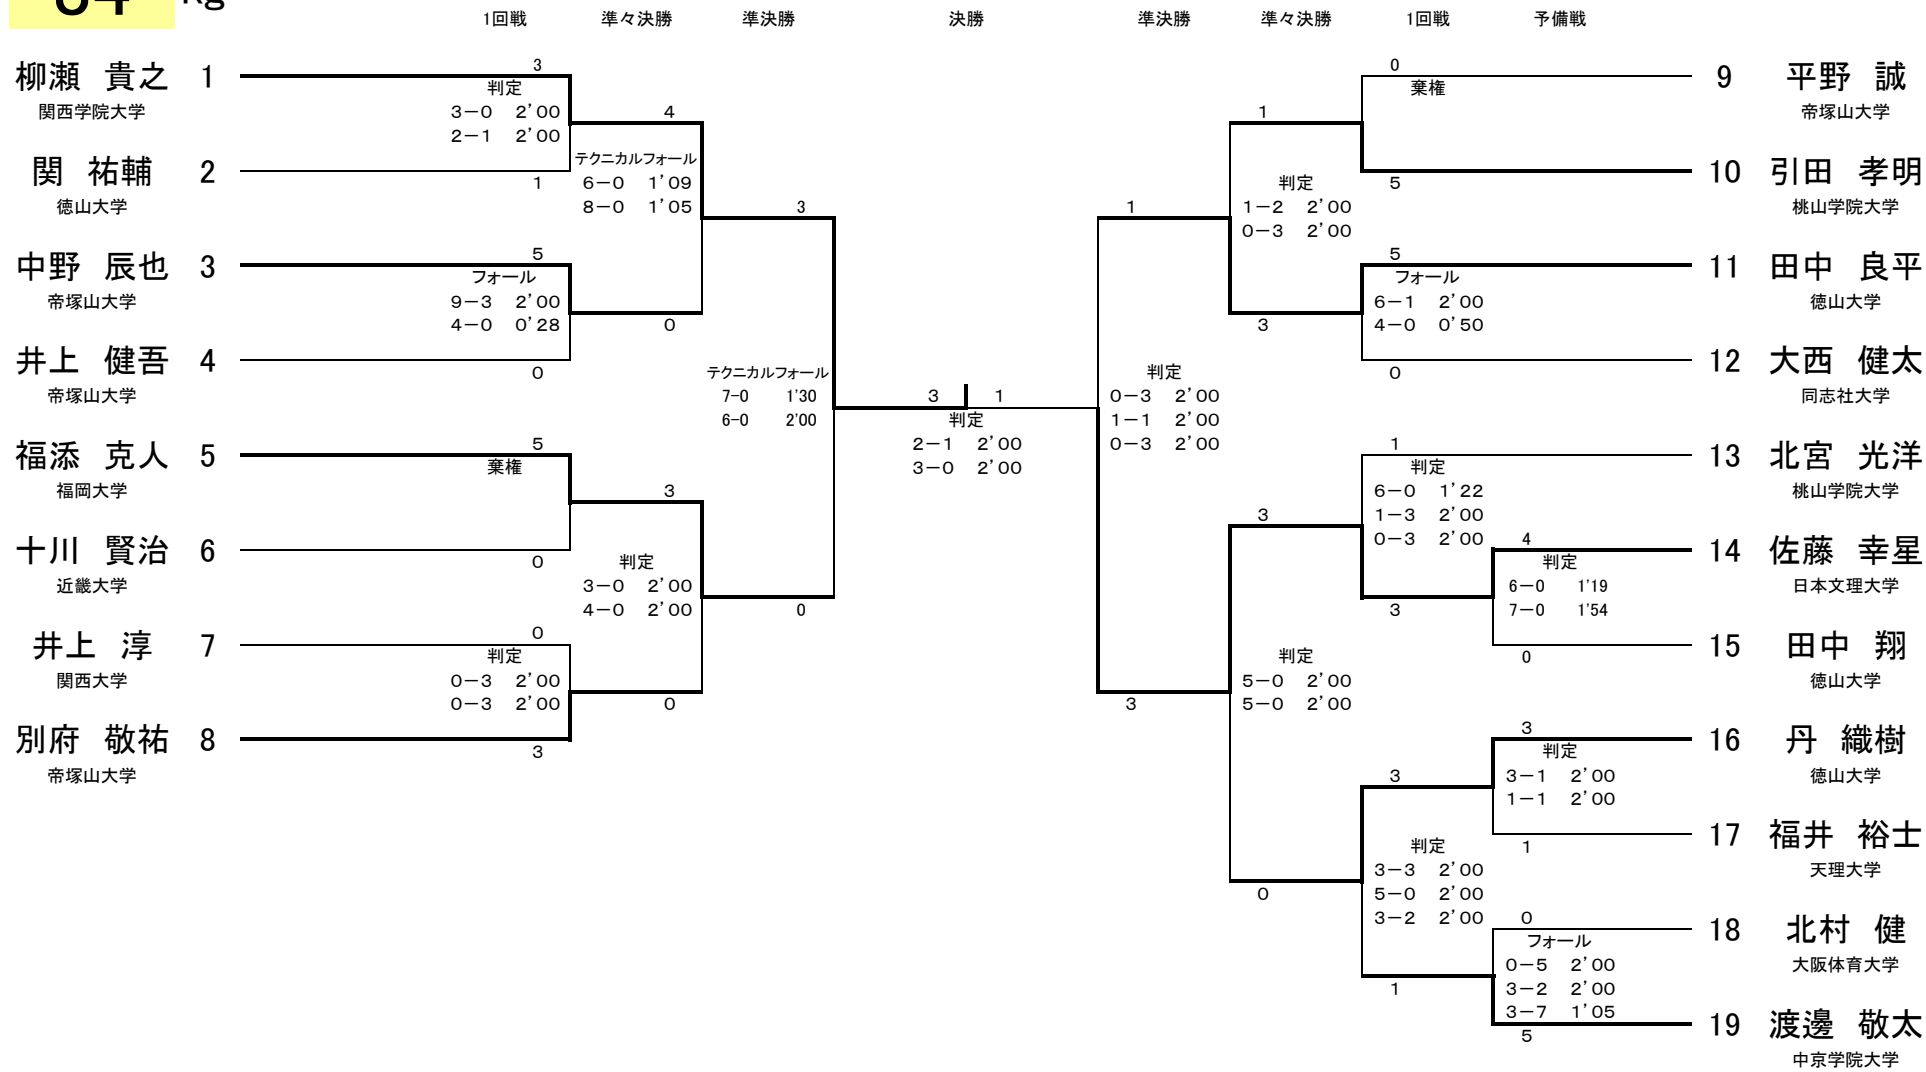 84 kg
1回戦 準々決勝 準決勝 決勝 準決勝 準々決勝 1回戦 予備戦
柳瀬 貴之 1
関西学院大学
3
判定
3−0 2’00
2−1 2’00
関 祐輔 2
徳山大学
1
4
テクニカルフォール
6−0 1’09
8−0 1’05
中野 辰也 3
帝塚山大学
5
フォール
9−3 2’00
4−0 0’28
0
井上 健吾 4
帝塚山大学
0
3
テクニカルフォール
7-0 1'30
6-0 2'00
福添 克人 5
福岡大学
5
棄権
十川 賢治 6
近畿大学
0
3
判定
3−0 2’00
4−0 2’00
0
井上 淳 7
関西大学
0
判定
0−3 2’00
0−3 2’00
0
別府 敬祐 8
帝塚山大学
3
3 1
判定
2−1 2’00
3−0 2’00
0
棄権
9 平野 誠
帝塚山大学
1
5
10 引田 孝明
桃山学院大学
判定
1−2 2’00
0−3 2’00
1
5
フォール
6−1 2’00
4−0 0’50
11 田中 良平
徳山大学
3
0
12 大西 健太
同志社大学
判定
0−3 2’00
1−1 2’00
0−3 2’00
1
判定
6−0 1’22
1−3 2’00
0−3 2’00
13 北宮 光洋
桃山学院大学
3
4
判定
6−0 1'19
7−0 1'54
14 佐藤 幸星
日本文理大学
3
0
15 田中 翔
徳山大学
判定
5−0 2’00
5−0 2’00
3
3
判定
3−1 2’00
1−1 2’00
16 丹 織樹
徳山大学
3
1
17 福井 裕士
天理大学
判定
3−3 2’00
5−0 2’00
3−2 2’00
0
0
フォール
0−5 2’00
3−2 2’00
3−7 1’05
18 北村 健
大阪体育大学
1
5
19 渡邊 敬太
中京学院大学